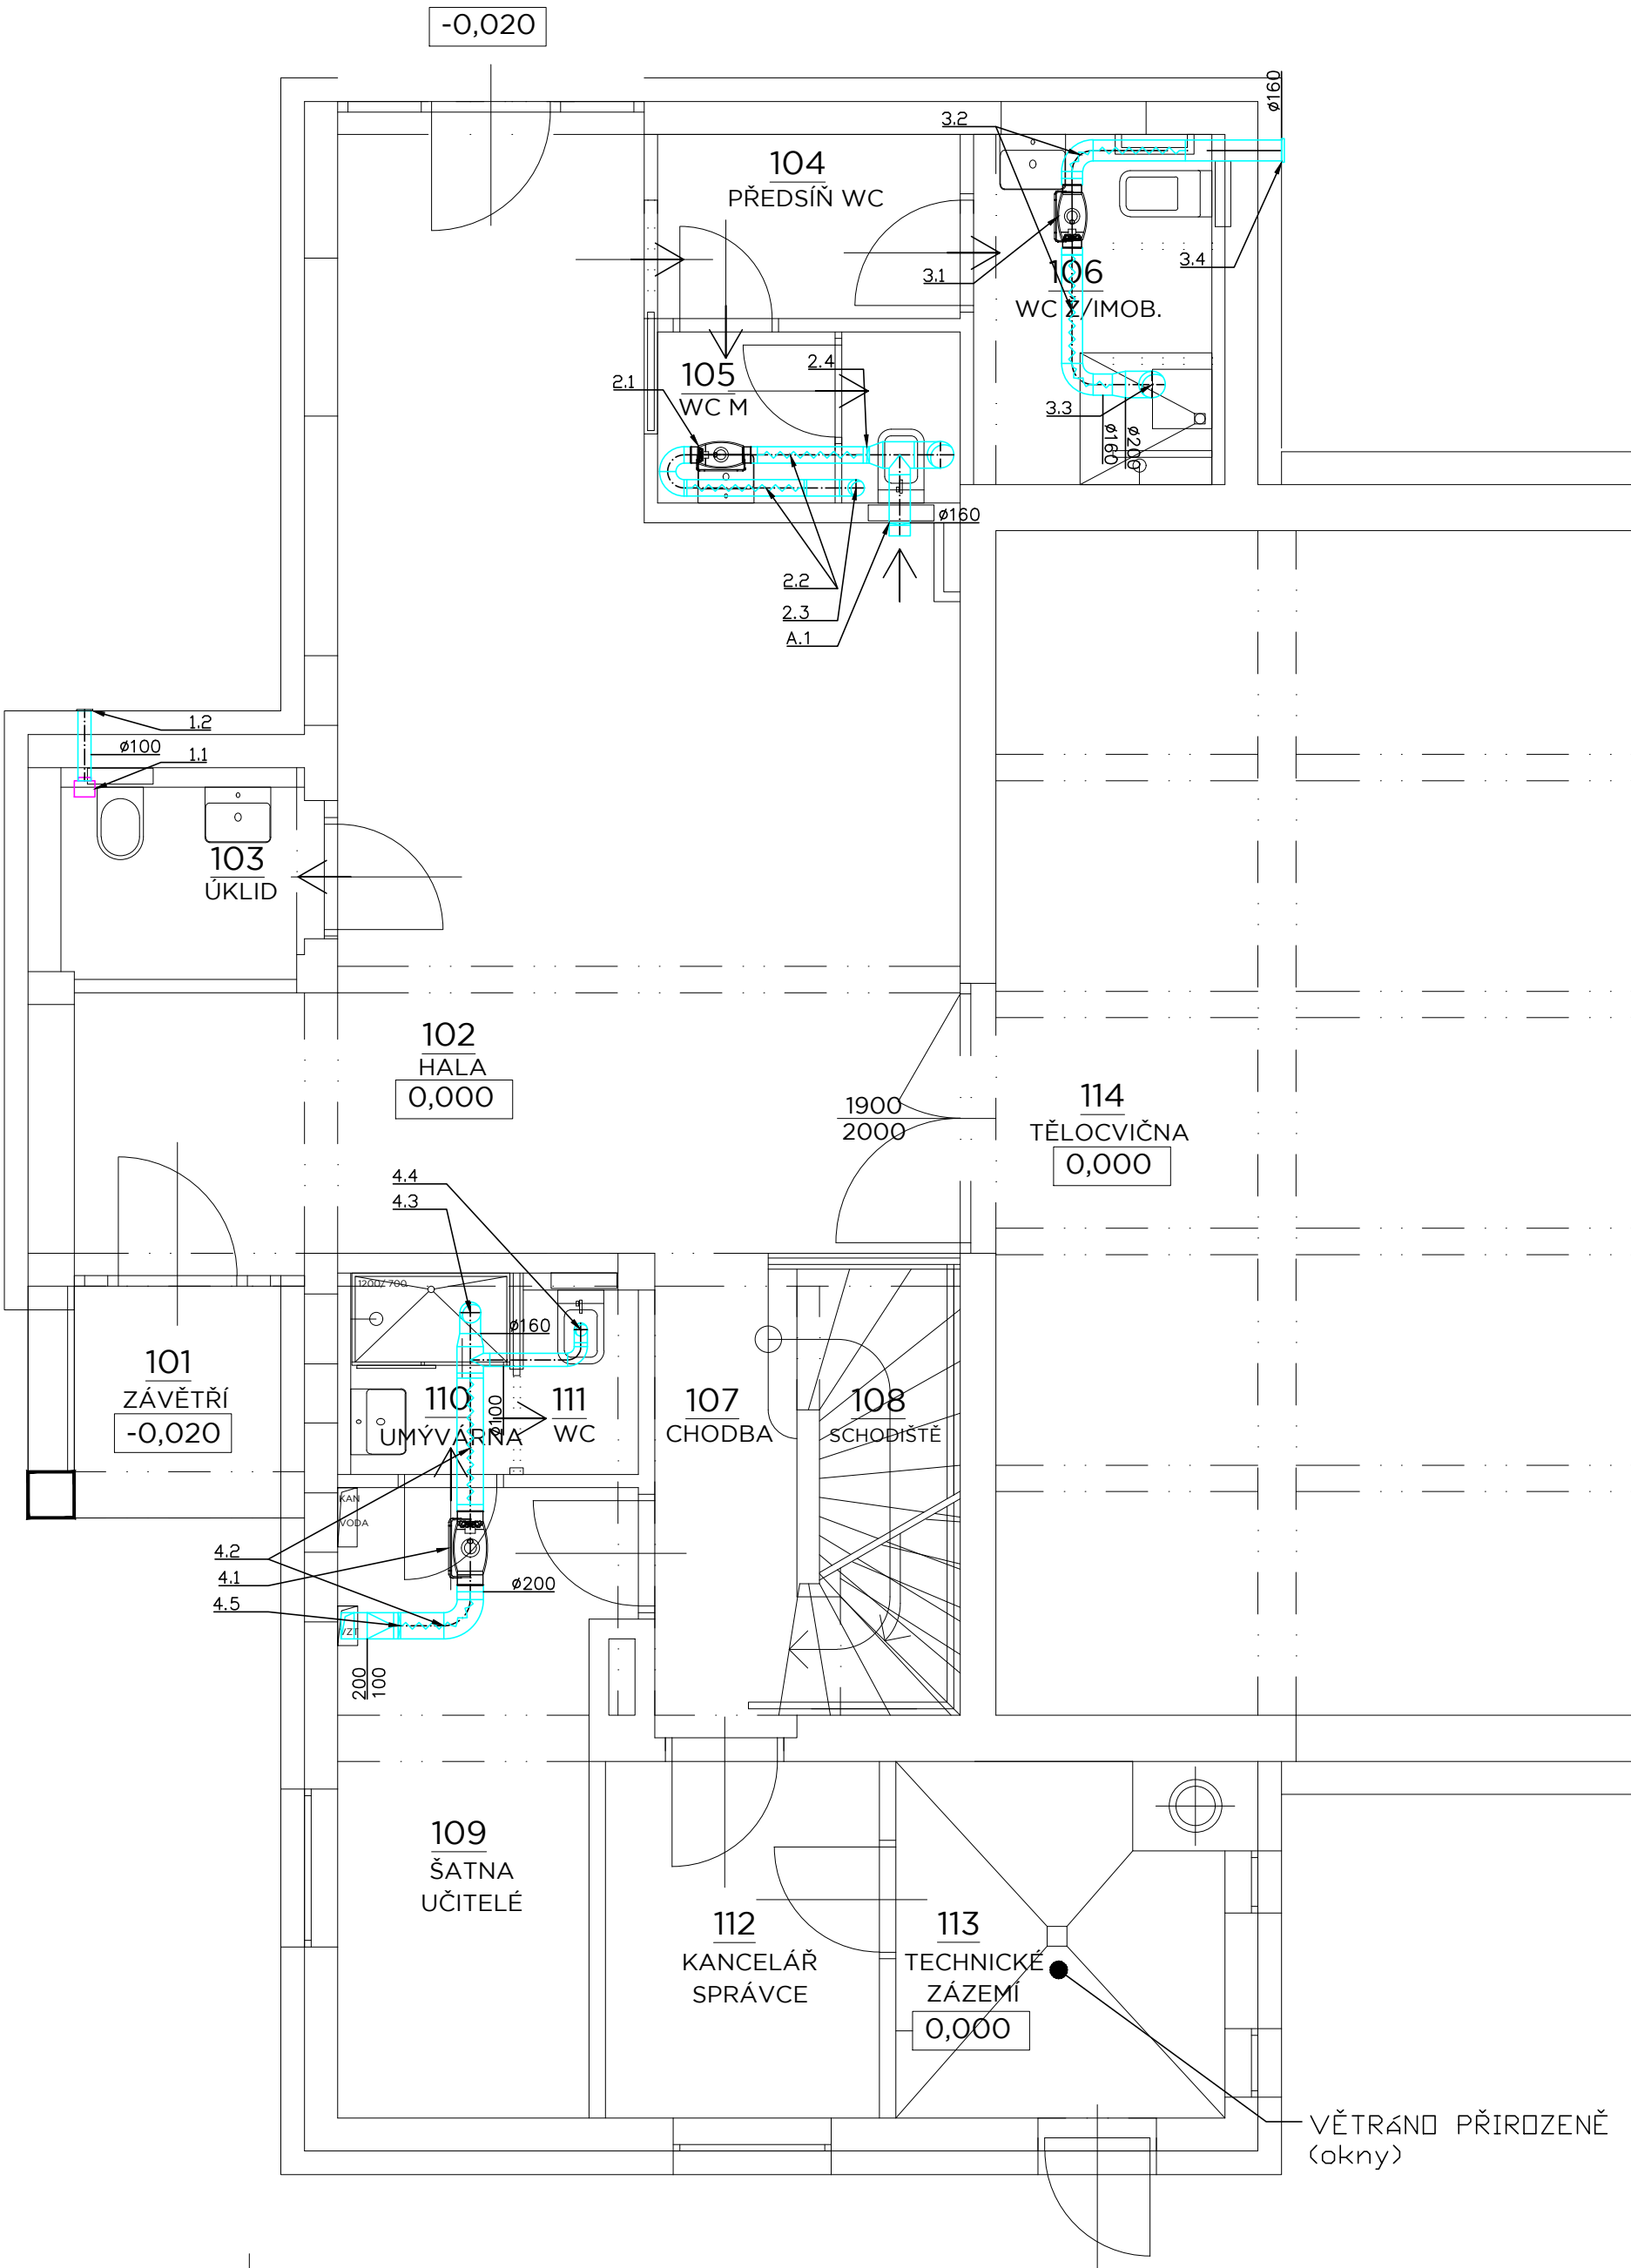 -0,020
ø160
3.2
104
PŘEDSÍŇ WC
3.1
106
WC Ž/IMOB.
3.4
2.1
105
WC M
2.4
3.3
ø160
ø200
ø160
2.2
2.3
A.1
1.2
ø100
1.1
103
ÚKLID
102
HALA
0,000
1900
2000
114
TĚLOCVIČNA
0,000
4.4
4.3
1200/700
ø160
101
ZÁVĚTŘÍ
-0,020
110
UMÝVÁRNA
ø100
111
WC
107
CHODBA
108
SCHODIŠTĚ
KAN
VODA
4.2
4.1
4.5
ø200
VZT
200
100
109
ŠATNA
UČITELÉ
112
KANCELÁŘ
SPRÁVCE
113
TECHNICKÉ
ZÁZEMÍ
0,000
VĚTRÁNO PŘIROZENĚ
(okny)